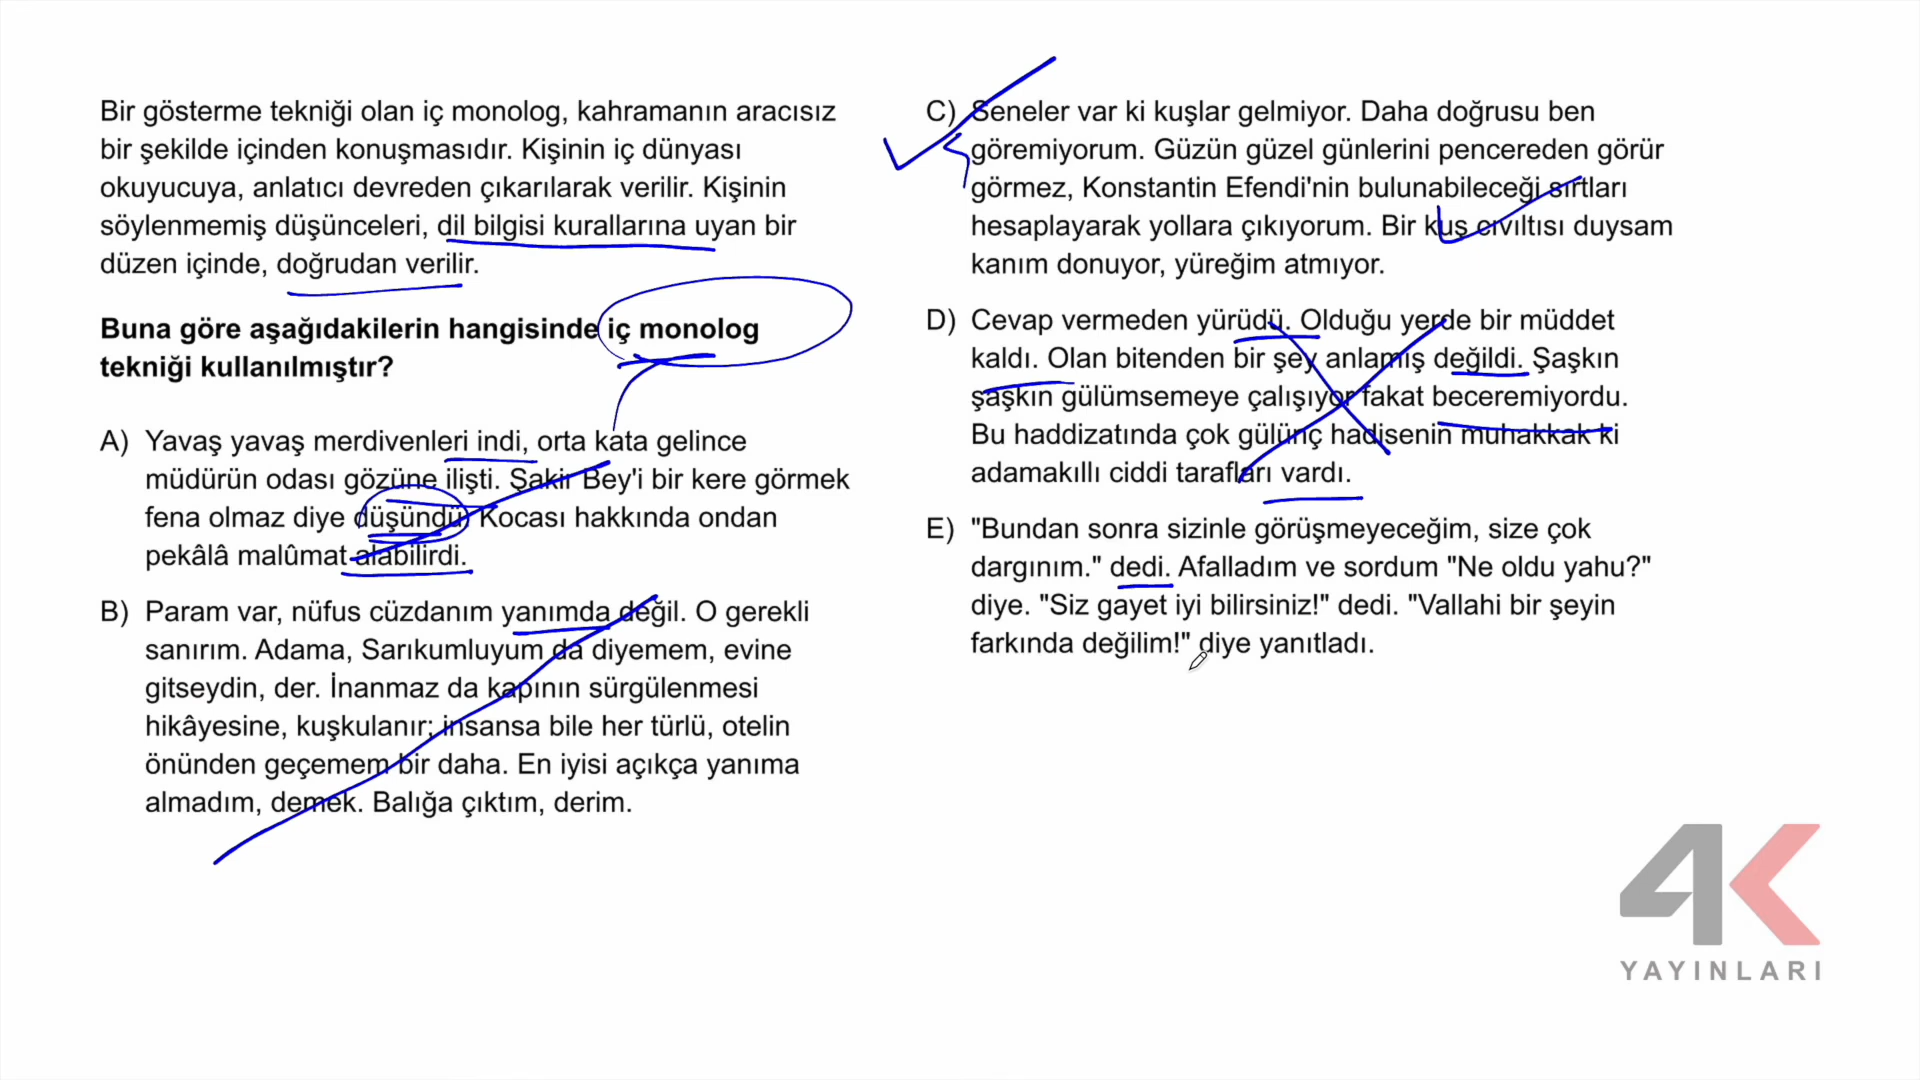 Bir gösterme tekniği olan iç monolog, kahramanın aracısız
bir şekilde içinden konuşmasıdır. Kişinin iç dünyası
okuyucuya, anlatıcı devreden çıkarılarak verilir. Kişinin
söylenmemiş düşünceleri, dil bilgisi kurallarına uyan bir
düzen içinde, doğrudan verilir.
Buna göre aşağıdakilerin hangisinde iç monolog
tekniği kullanılmıştır?
A) Yavaş yavaş merdivenleri indi, orta kata gelince
müdürün odası gözüne ilişti. Şakir Bey'i bir kere görmek
fena olmaz diye düşündü. Kocası hakkında ondan
pekâlâ malûmat alabilirdi.
B) Param var, nüfus cüzdanım yanımda değil. O gerekli
sanırım. Adama, Sarıkumluyum da diyemem, evine
gitseydin, der. İnanmaz da kapının sürgülenmesi
hikâyesine, kuşkulanır; insansa bile her türlü, otelin
önünden geçemem bir daha. En iyisi açıkça yanıma
almadım, demek. Balığa çıktım, derim.
C) Seneler var ki kuşlar gelmiyor. Daha doğrusu ben
göremiyorum. Güzün güzel günlerini pencereden görür
görmez, Konstantin Efendi'nin bulunabileceği sırtları
hesaplayarak yollara çıkıyorum. Bir kuş cıvıltısı duysam
kanım donuyor, yüreğim atmıyor.
D) Cevap vermeden yürüdü. Olduğu yerde bir müddet
kaldı. Olan bitenden bir şey anlamış değildi. Şaşkın
şaşkın gülümsemeye çalışıyor fakat beceremiyordu.
Bu haddizatında çok gülünç hadisenin muhakkak ki
adamakıllı ciddi tarafları vardı.
E) "Bundan sonra sizinle görüşmeyeceğim, size çok
dargınım." dedi. Afalladım ve sordum "Ne oldu yahu?"
diye. "Siz gayet iyi bilirsiniz!" dedi. "Vallahi bir şeyin
farkında değilim!" diye yanıtladı.
4K
YAYINLARI